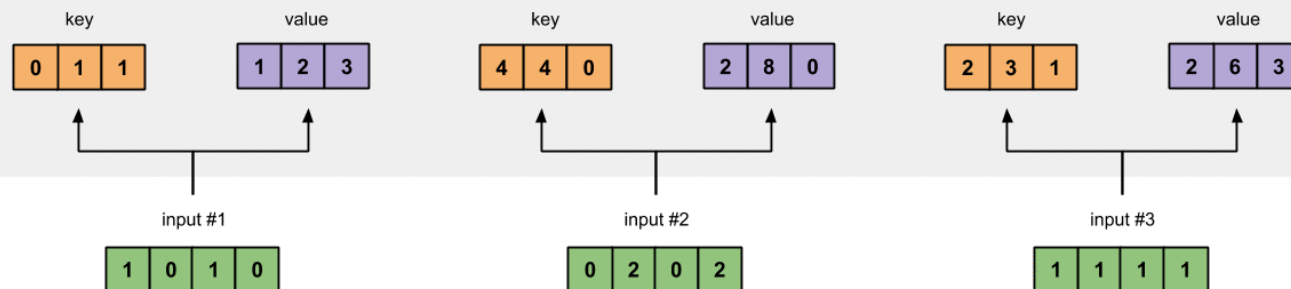 key value key value key value
0 1 1 1 2 3 4 4 0 2 8 0 2 3 1 2 6 3
input #1 input #2 input #3
1 0 1 0 0 2 0 2 1 1 1 1